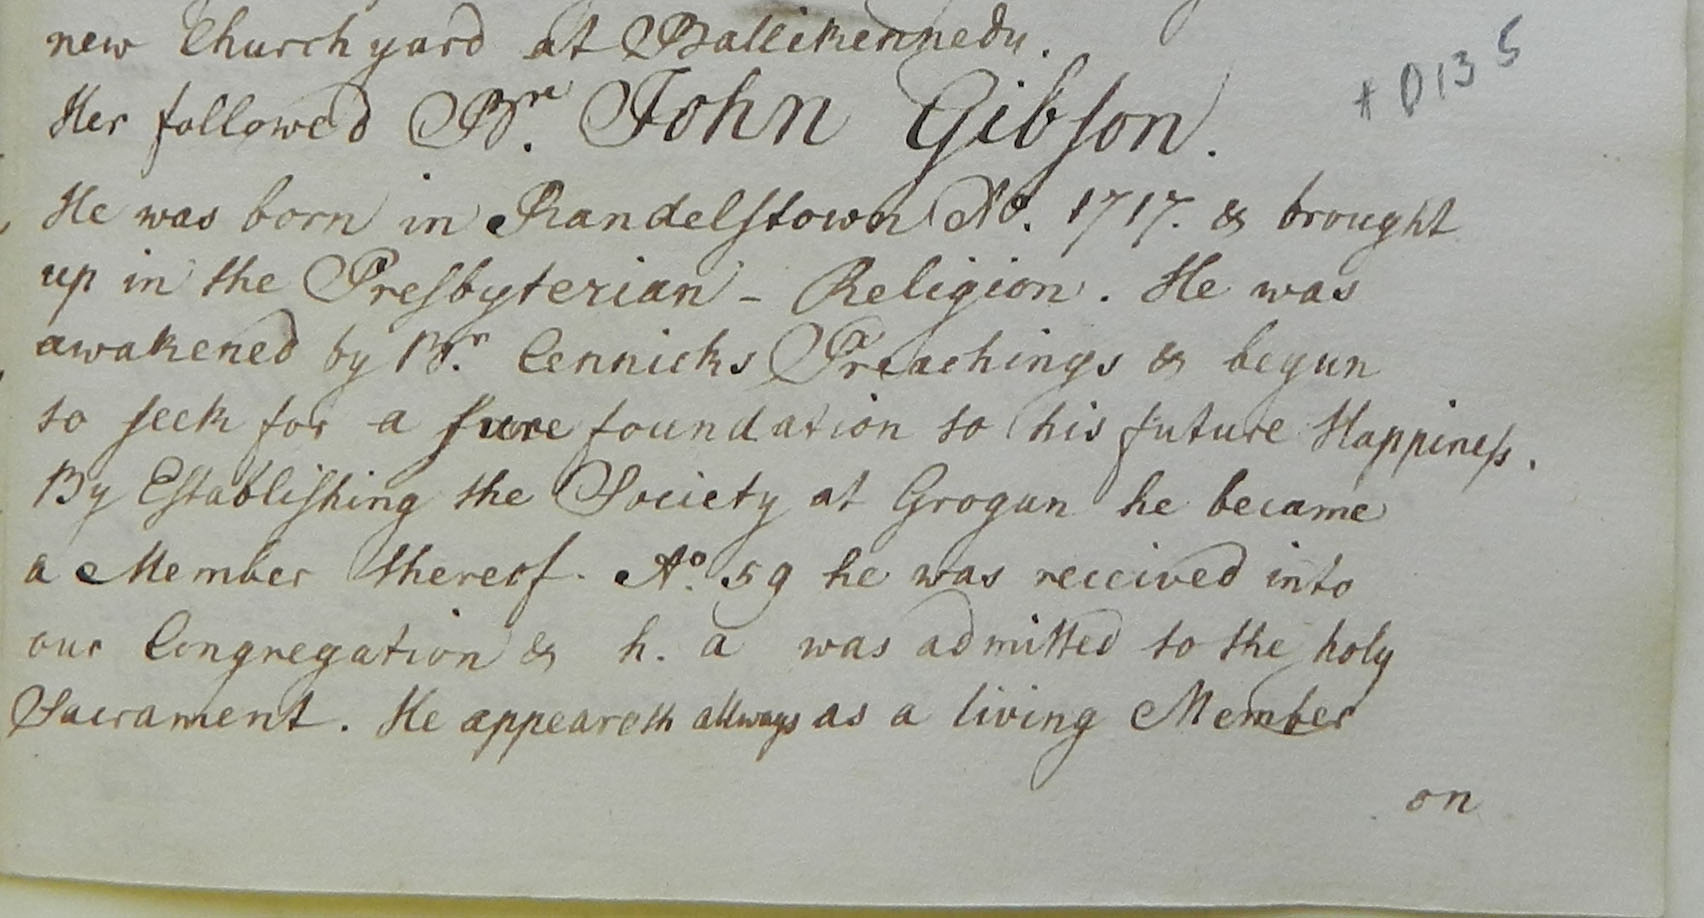 new Churchyard at Ballikennedy.
# D135
Her followed Br. John Gibson.
He was born in Randelstown Ao. 1717. & brought
up in the Presbyterian - Religion. He was
awakened by Br. Cennicks Preachings & begun
to seek for a sure foundation to his future Happiness.
By Establishing the Society at Grogan he became
a Member thereof. Ao. 59 he was received into
our Congregation & h. a was admitted to the holy
Sacrament. He appeareth allways as a living Member
on